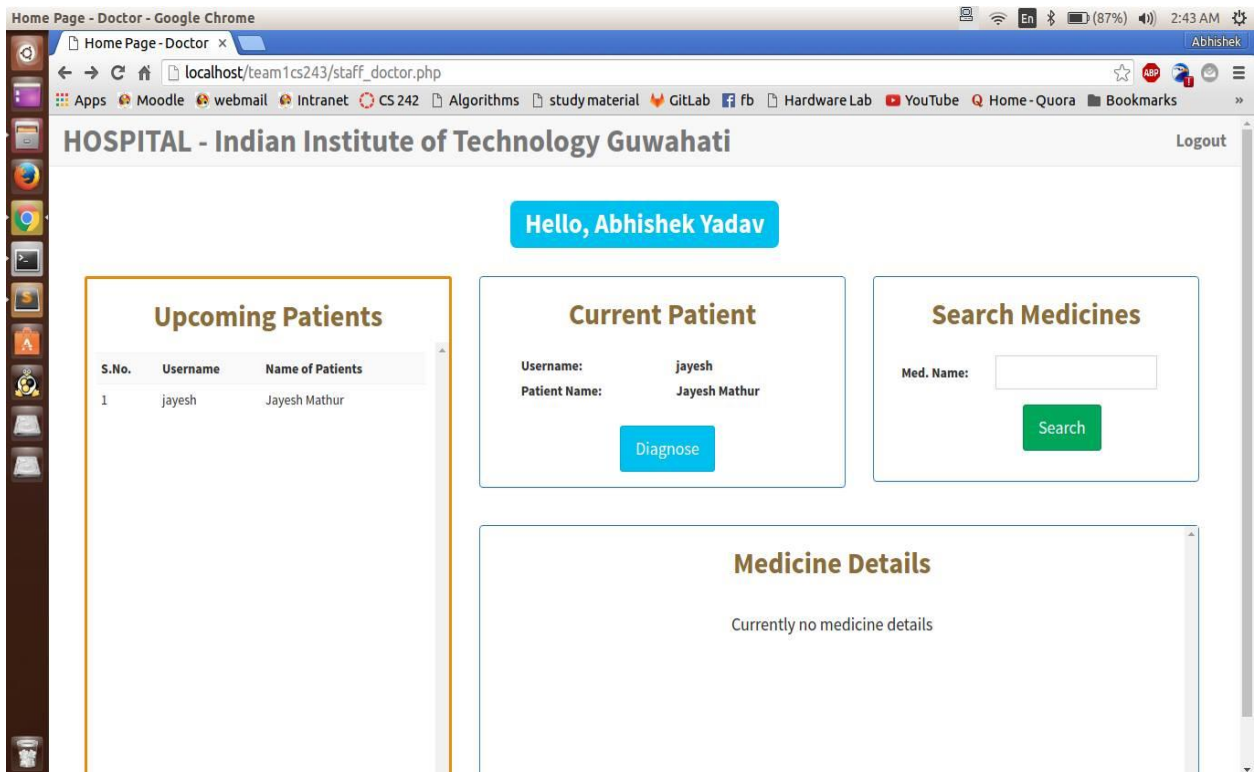 Home Page - Doctor - Google Chrome
En (87%) 2:43 AM
Home Page - Doctor × Abhishek
localhost/team1cs243/staff_doctor.php ABP 1
Apps Moodle webmail Intranet CS 242 Algorithms study material GitLab fb Hardware Lab YouTube Q Home - Quora Bookmarks »
HOSPITAL - Indian Institute of Technology Guwahati Logout
Hello, Abhishek Yadav
Upcoming Patients
S.No. Username Name of Patients
1 jayesh Jayesh Mathur
Current Patient
Username: jayesh
Patient Name: Jayesh Mathur
Diagnose
Search Medicines
Med. Name:
Search
Medicine Details
Currently no medicine details